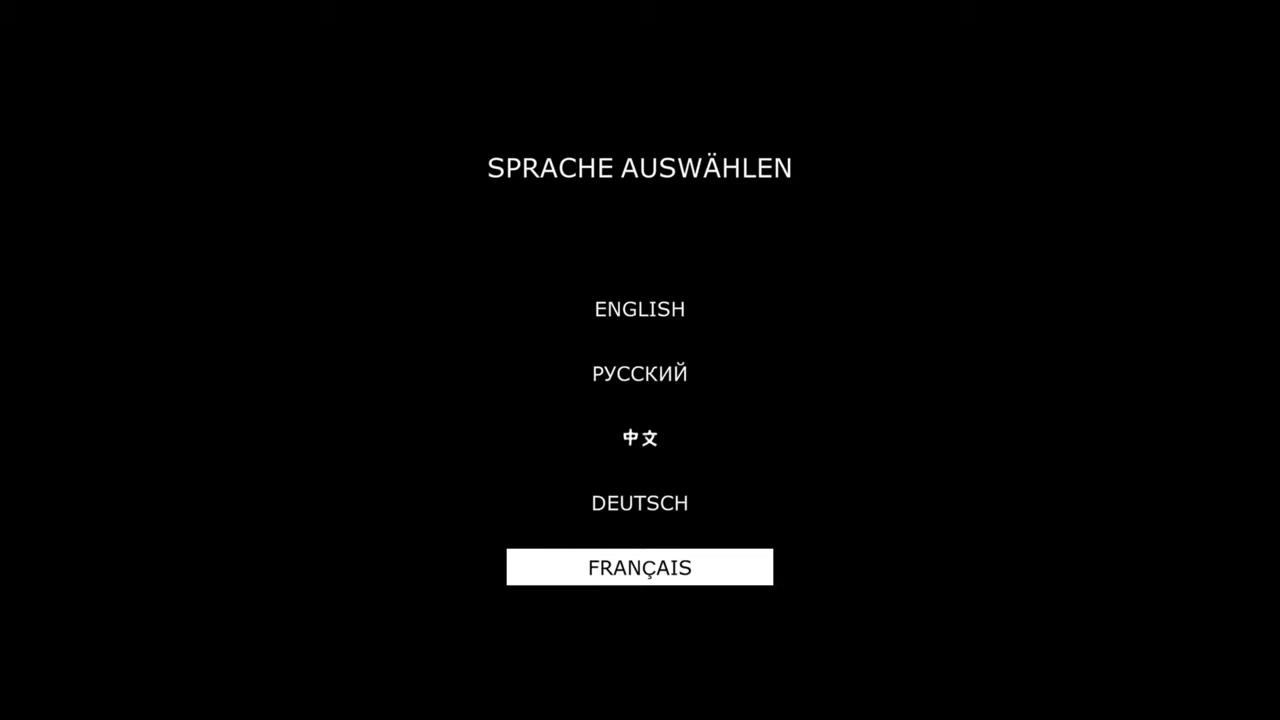 SPRACHE AUSWÄHLEN
ENGLISH
РУССКИЙ
中文
DEUTSCH
FRANÇAIS